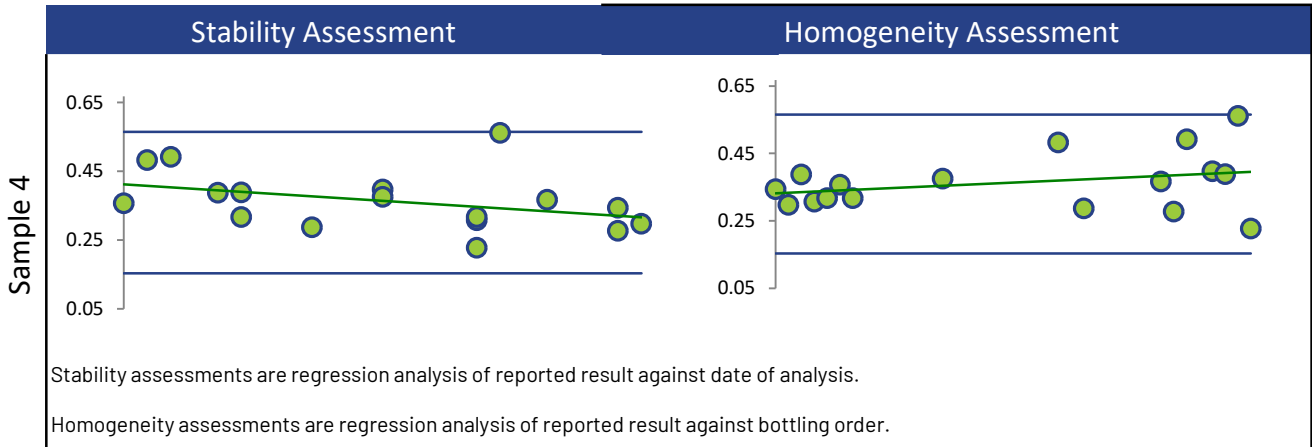 Stability Assessment
Homogeneity Assessment
Sample 4
0.65
0.45
0.25
0.05
0.65
0.45
0.25
0.05
Stability assessments are regression analysis of reported result against date of analysis.
Homogeneity assessments are regression analysis of reported result against bottling order.